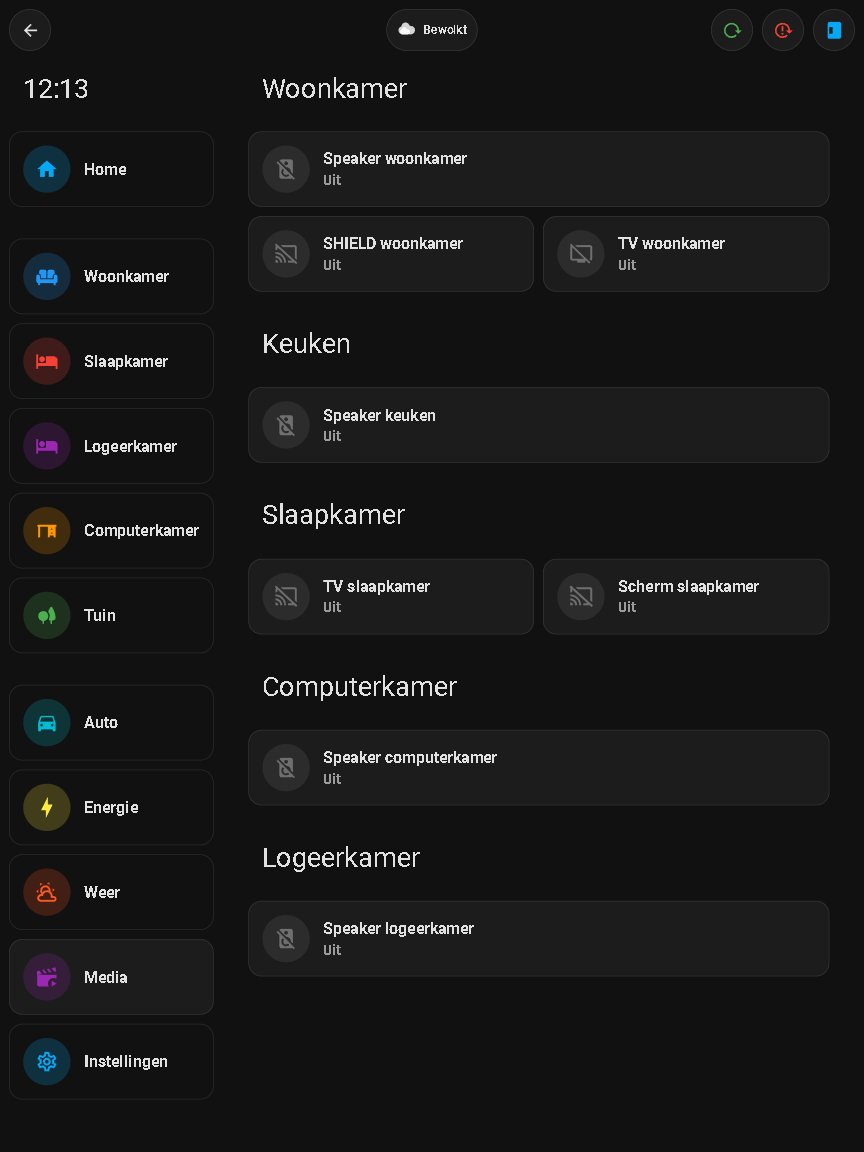 Bewolkt
12:13
Home
Woonkamer
Slaapkamer
Logeerkamer
Computerkamer
Tuin
Auto
Energie
Weer
Media
Instellingen
Woonkamer
Speaker woonkamer
Uit
SHIELD woonkamer
Uit
TV woonkamer
Uit
Keuken
Speaker keuken
Uit
Slaapkamer
TV slaapkamer
Uit
Scherm slaapkamer
Uit
Computerkamer
Speaker computerkamer
Uit
Logeerkamer
Speaker logeerkamer
Uit